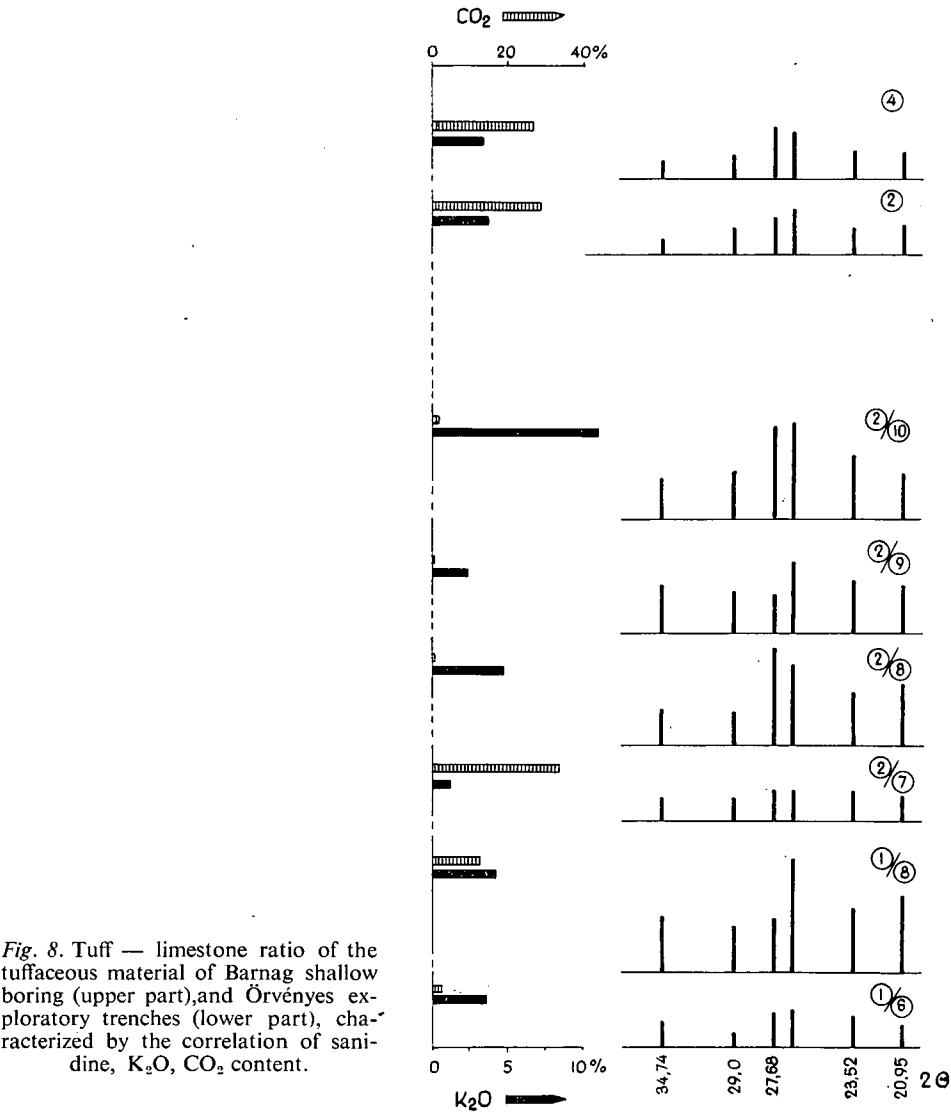 CO₂
0 20 40%
④
②
②/⑩
②/⑨
②/⑧
②/⑦
①/⑧
①/⑥
Fig. 8. Tuff — limestone ratio of the
tuffaceous material of Barnag shallow
boring (upper part),and Örvényes ex-
ploratory trenches (lower part), cha-
racterized by the correlation of sani-
dine, K₂O, CO₂ content.
0 5 10%
K₂O
34,74 29,0 27,68 23,52 20,95 2Θ